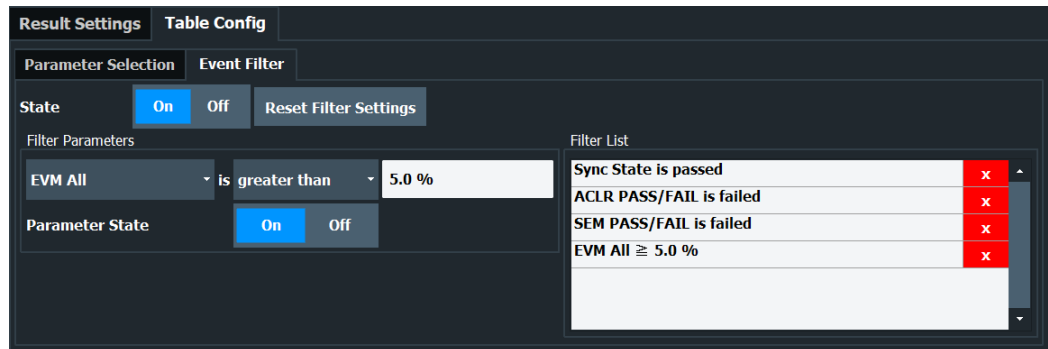 Result Settings Table Config
Parameter Selection Event Filter
State On Off Reset Filter Settings
Filter Parameters
EVM All is greater than 5.0 %
Parameter State On Off
Filter List
Sync State is passed x
ACLR PASS/FAIL is failed x
SEM PASS/FAIL is failed x
EVM All ≧ 5.0 % x